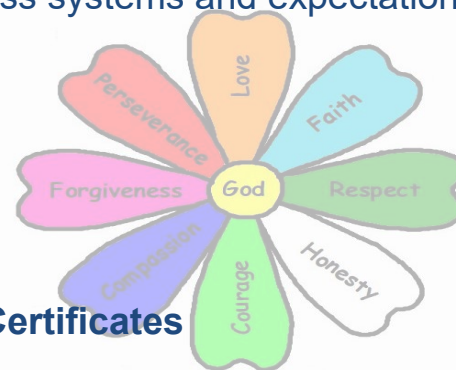 ss systems and expectation
Love
Perseverance
Faith
Forgiveness
God
Respect
Compassion
Honesty
Courage
Certificates